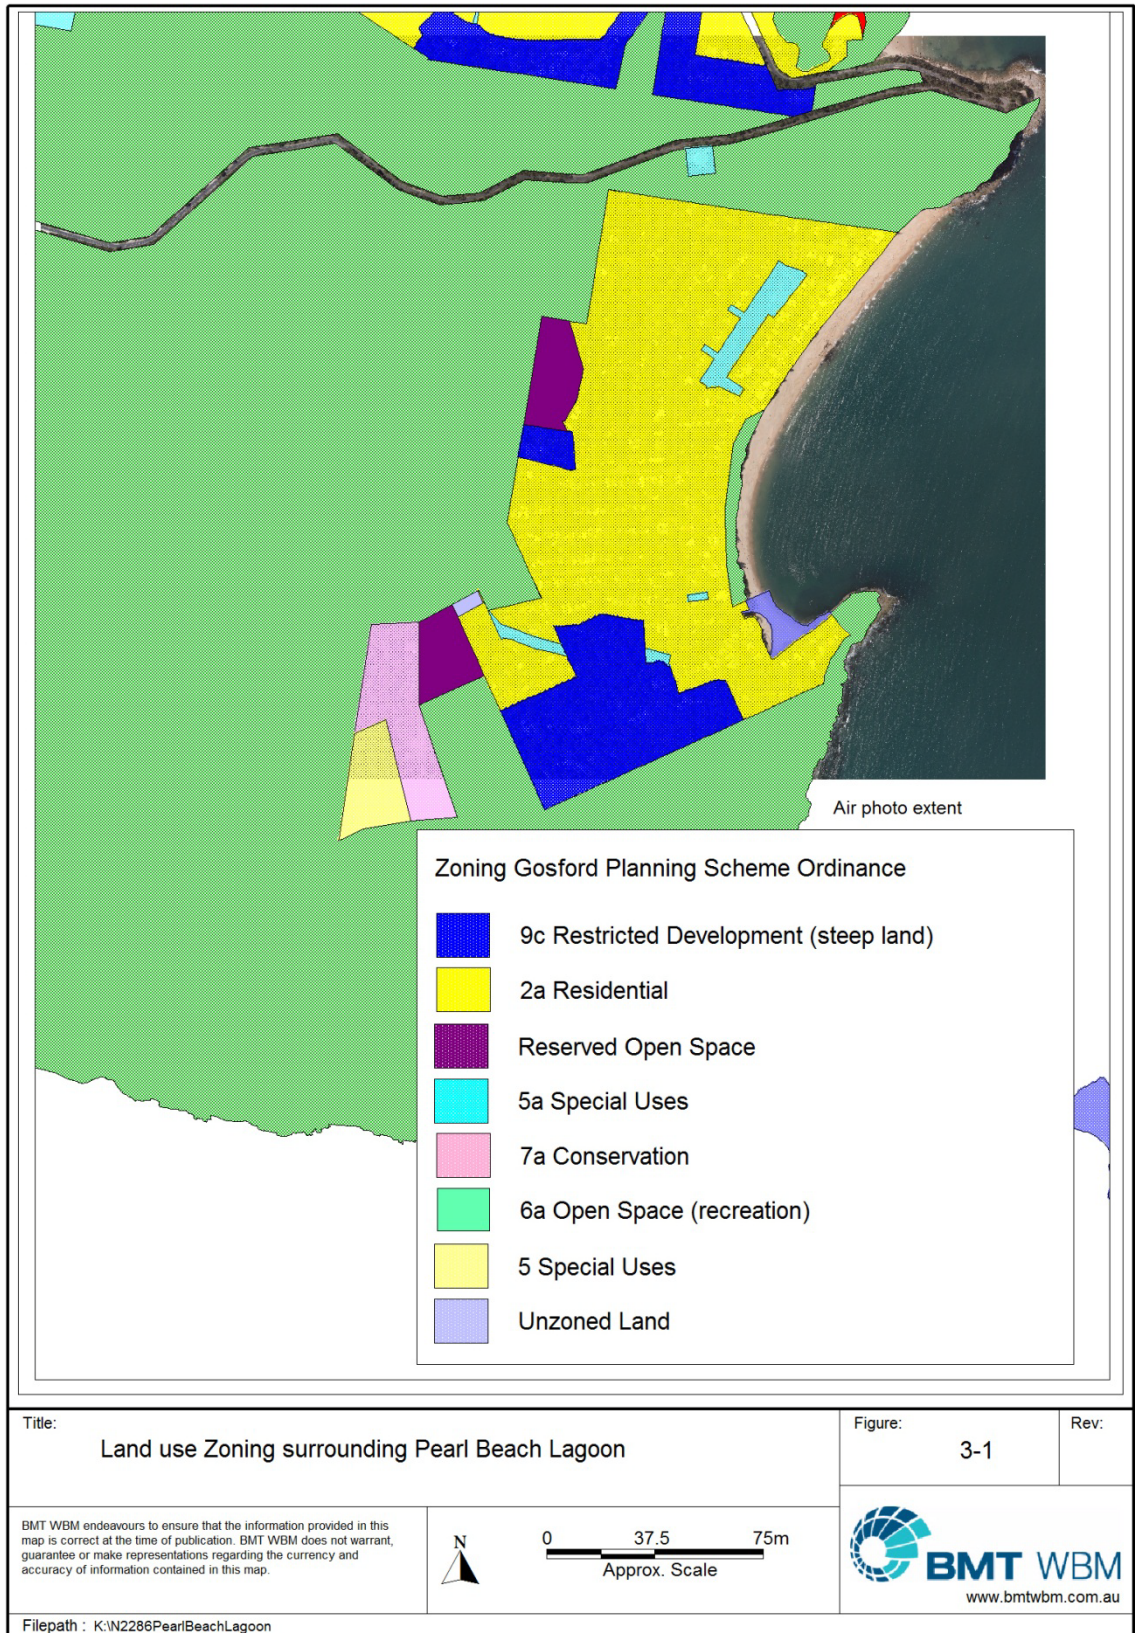 Air photo extent
Zoning Gosford Planning Scheme Ordinance
9c Restricted Development (steep land)
2a Residential
Reserved Open Space
5a Special Uses
7a Conservation
6a Open Space (recreation)
5 Special Uses
Unzoned Land
Title:
Land use Zoning surrounding Pearl Beach Lagoon
Figure:
3-1
Rev:
BMT WBM endeavours to ensure that the information provided in this
map is correct at the time of publication. BMT WBM does not warrant,
guarantee or make representations regarding the currency and
accuracy of information contained in this map.
N
0 37.5 75m
Approx. Scale
BMT WBM
www.bmtwbm.com.au
Filepath : K:\N2286PearlBeachLagoon